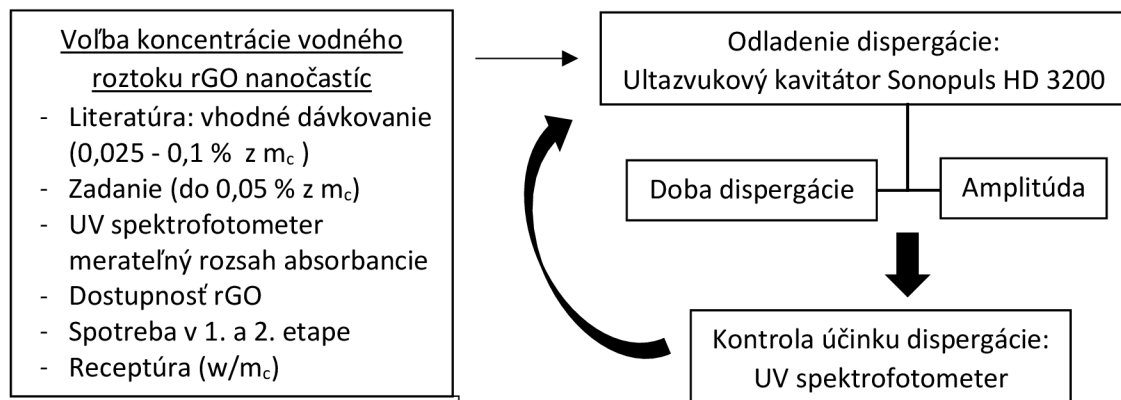 Voľba koncentrácie vodného
roztoku rGO nanočastíc
- Literatúra: vhodné dávkovanie
(0,025 - 0,1 % z mc )
- Zadanie (do 0,05 % z mc)
- UV spektrofotometer
merateľný rozsah absorbancie
- Dostupnosť rGO
- Spotreba v 1. a 2. etape
- Receptúra (w/mc)
Odladenie dispergácie:
Ultazvukový kavitátor Sonopuls HD 3200
Doba dispergácie
Amplitúda
Kontrola účinku dispergácie:
UV spektrofotometer